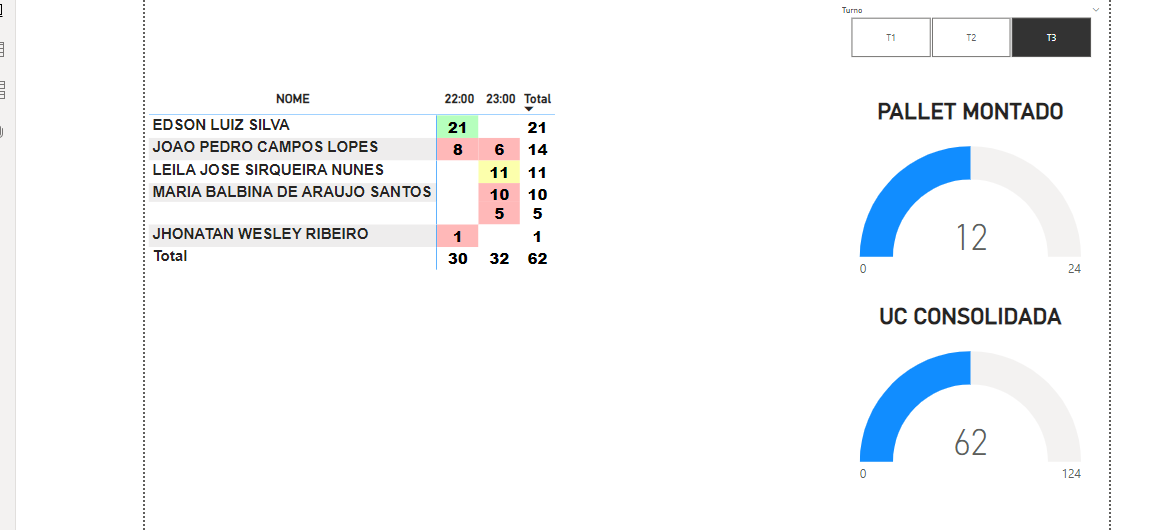 Turno
T1 T2 T3
NOME 22:00 23:00 Total
EDSON LUIZ SILVA 21 21
JOAO PEDRO CAMPOS LOPES 8 6 14
LEILA JOSE SIRQUEIRA NUNES 11 11
MARIA BALBINA DE ARAUJO SANTOS 10 10
5 5
JHONATAN WESLEY RIBEIRO 1 1
Total 30 32 62
PALLET MONTADO
12
0 24
UC CONSOLIDADA
62
0 124